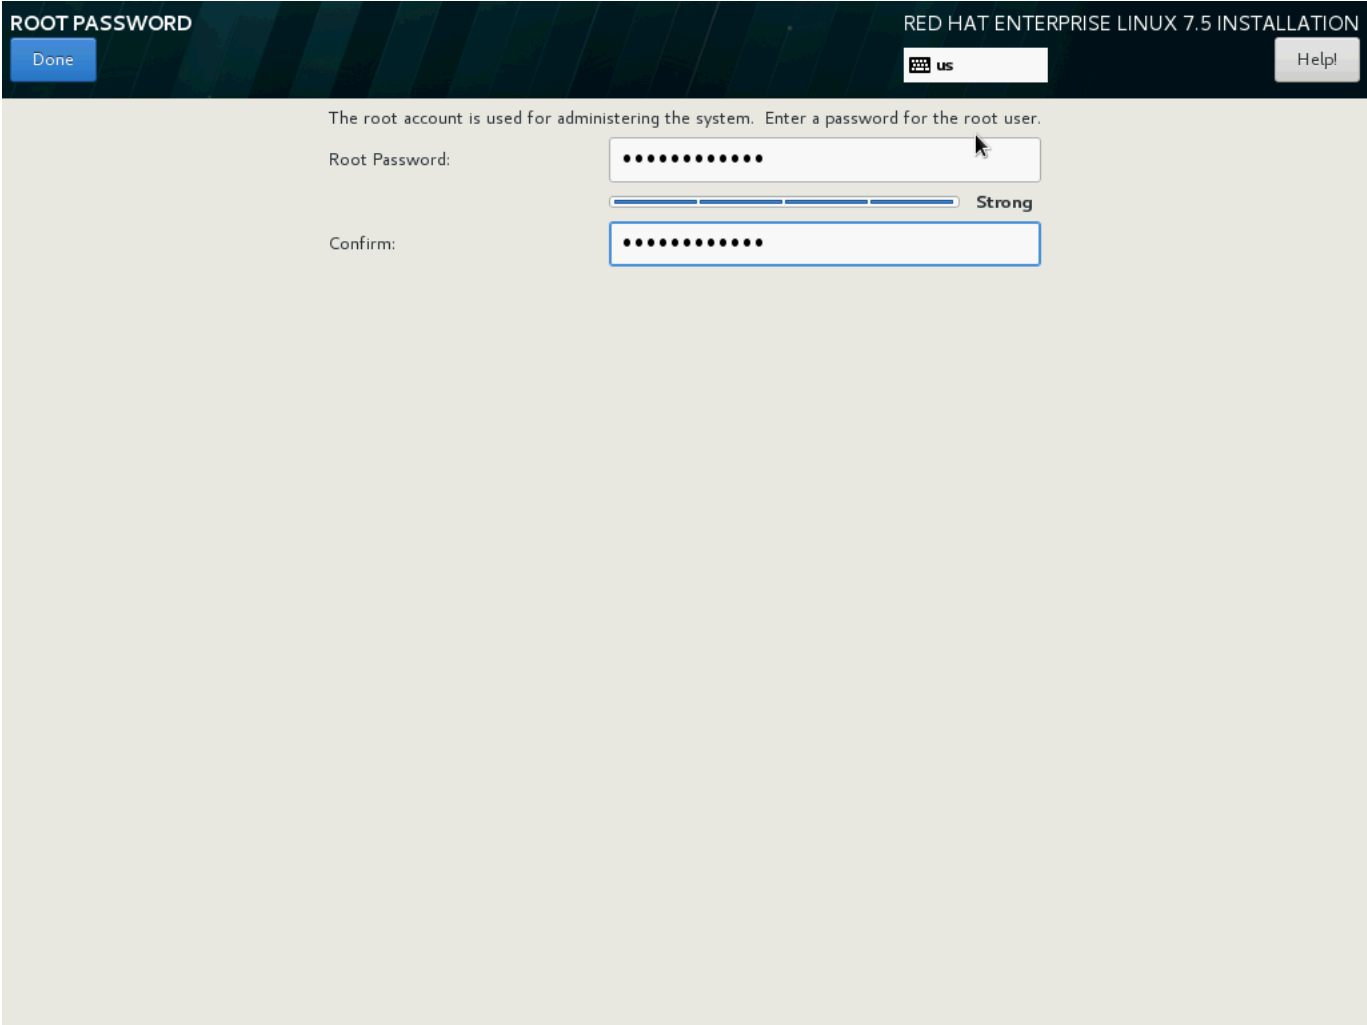 ROOT PASSWORD
RED HAT ENTERPRISE LINUX 7.5 INSTALLATION
Done
us
Help!
The root account is used for administering the system.  Enter a password for the root user.
Root Password: ●●●●●●●●●●●●
Strong
Confirm: ●●●●●●●●●●●●